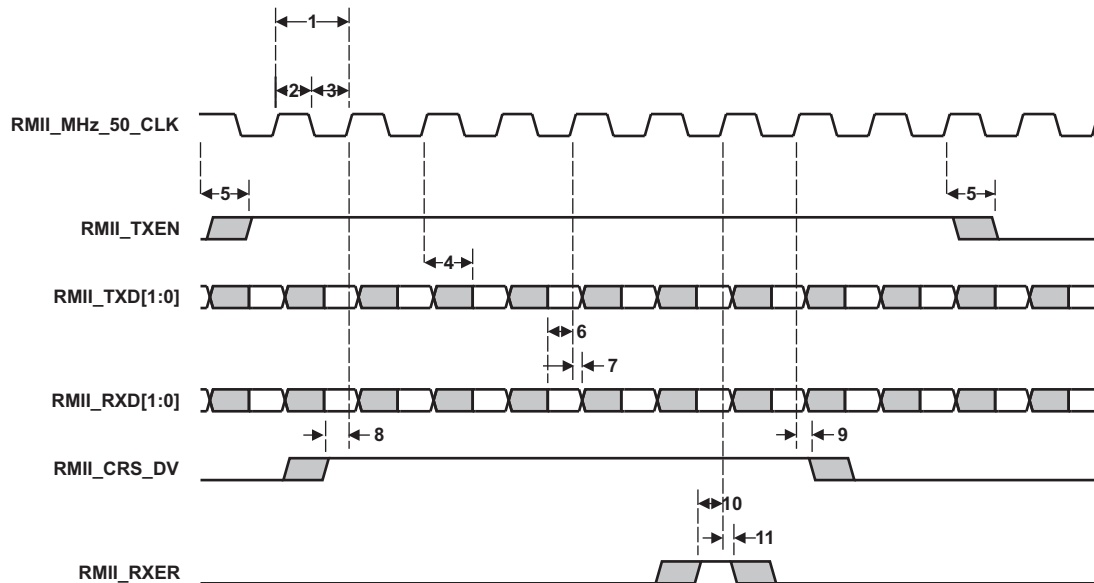 1
2
3
RMII_MHz_50_CLK
5
5
RMII_TXEN
4
RMII_TXD[1:0]
6
7
RMII_RXD[1:0]
8
9
RMII_CRS_DV
10
11
RMII_RXER